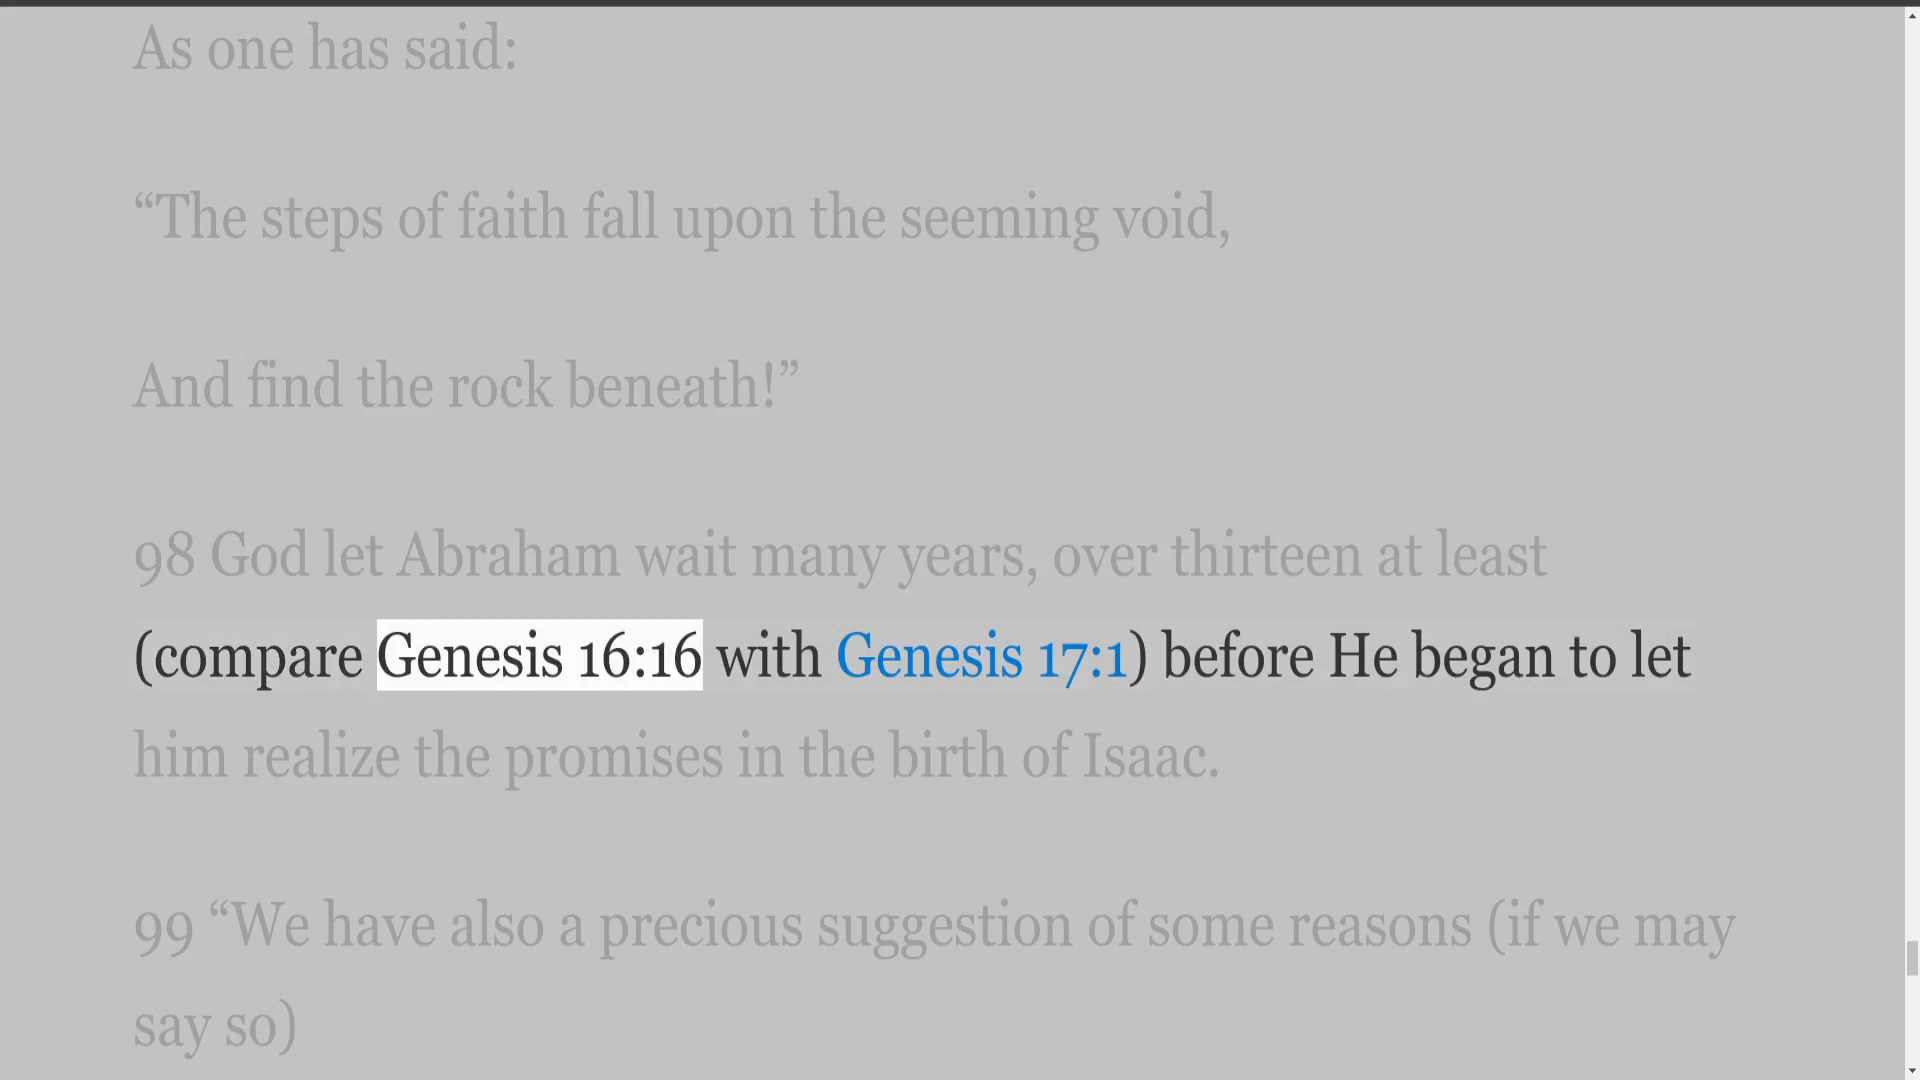 As one has said:
“The steps of faith fall upon the seeming void,
And find the rock beneath!”
98 God let Abraham wait many years, over thirteen at least
(compare Genesis 16:16 with Genesis 17:1) before He began to let
him realize the promises in the birth of Isaac.
99 “We have also a precious suggestion of some reasons (if we may
say so)